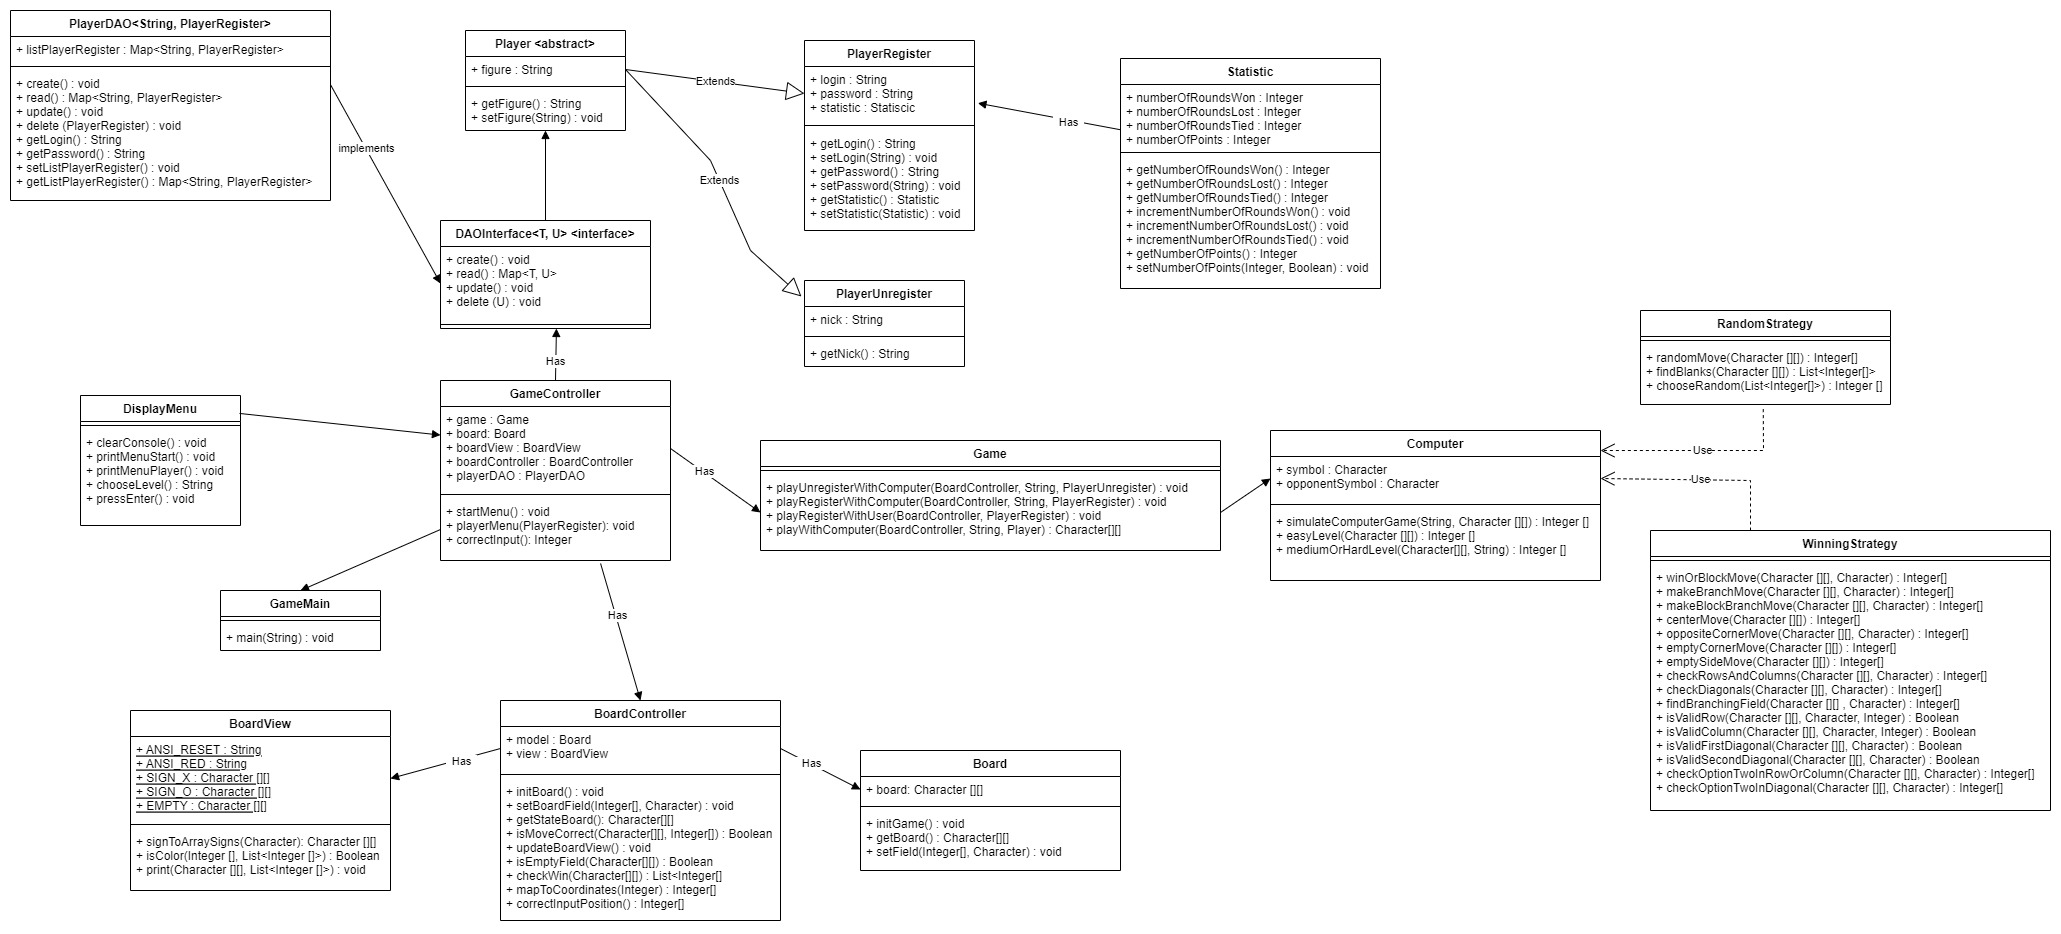 PlayerDAO<String, PlayerRegister>
+ listPlayerRegister : Map<String, PlayerRegister>
+ create() : void
+ read() : Map<String, PlayerRegister>
+ update() : void
+ delete (PlayerRegister) : void
+ getLogin() : String
+ getPassword() : String
+ setListPlayerRegister() : void
+ getListPlayerRegister() : Map<String, PlayerRegister>
implements
Player <abstract>
+ figure : String
+ getFigure() : String
+ setFigure(String) : void
Extends
Extends
PlayerRegister
+ login : String
+ password : String
+ statistic : Statiscic
+ getLogin() : String
+ setLogin(String) : void
+ getPassword() : String
+ setPassword(String) : void
+ getStatistic() : Statistic
+ setStatistic(Statistic) : void
Has
Statistic
+ numberOfRoundsWon : Integer
+ numberOfRoundsLost : Integer
+ numberOfRoundsTied : Integer
+ numberOfPoints : Integer
+ getNumberOfRoundsWon() : Integer
+ getNumberOfRoundsLost() : Integer
+ getNumberOfRoundsTied() : Integer
+ incrementNumberOfRoundsWon() : void
+ incrementNumberOfRoundsLost() : void
+ incrementNumberOfRoundsTied() : void
+ getNumberOfPoints() : Integer
+ setNumberOfPoints(Integer, Boolean) : void
DAOInterface<T, U> <interface>
+ create() : void
+ read() : Map<T, U>
+ update() : void
+ delete (U) : void
Has
PlayerUnregister
+ nick : String
+ getNick() : String
RandomStrategy
+ randomMove(Character [][]) : Integer[]
+ findBlanks(Character [][]) : List<Integer[]>
+ chooseRandom(List<Integer[]>) : Integer []
DisplayMenu
+ clearConsole() : void
+ printMenuStart() : void
+ printMenuPlayer() : void
+ chooseLevel() : String
+ pressEnter() : void
GameController
+ game : Game
+ board: Board
+ boardView : BoardView
+ boardController : BoardController
+ playerDAO : PlayerDAO
+ startMenu() : void
+ playerMenu(PlayerRegister): void
+ correctInput(): Integer
Has
Game
+ playUnregisterWithComputer(BoardController, String, PlayerUnregister) : void
+ playRegisterWithComputer(BoardController, String, PlayerRegister) : void
+ playRegisterWithUser(BoardController, PlayerRegister) : void
+ playWithComputer(BoardController, String, Player) : Character[][]
Computer
+ symbol : Character
+ opponentSymbol : Character
+ simulateComputerGame(String, Character [][]) : Integer []
+ easyLevel(Character [][]) : Integer []
+ mediumOrHardLevel(Character[][], String) : Integer []
Use
Use
WinningStrategy
+ winOrBlockMove(Character [][], Character) : Integer[]
+ makeBranchMove(Character [][], Character) : Integer[]
+ makeBlockBranchMove(Character [][], Character) : Integer[]
+ centerMove(Character [][]) : Integer[]
+ oppositeCornerMove(Character [][], Character) : Integer[]
+ emptyCornerMove(Character [][]) : Integer[]
+ emptySideMove(Character [][]) : Integer[]
+ checkRowsAndColumns(Character [][], Character) : Integer[]
+ checkDiagonals(Character [][], Character) : Integer[]
+ findBranchingField(Character [][] , Character) : Integer[]
+ isValidRow(Character [][], Character, Integer) : Boolean
+ isValidColumn(Character [][], Character, Integer) : Boolean
+ isValidFirstDiagonal(Character [][], Character) : Boolean
+ isValidSecondDiagonal(Character [][], Character) : Boolean
+ checkOptionTwoInRowOrColumn(Character [][], Character) : Integer[]
+ checkOptionTwoInDiagonal(Character [][], Character) : Integer[]
GameMain
+ main(String) : void
Has
BoardView
+ ANSI_RESET : String
+ ANSI_RED : String
+ SIGN_X : Character [][]
+ SIGN_O : Character [][]
+ EMPTY : Character [][]
+ signToArraySigns(Character): Character [][]
+ isColor(Integer [], List<Integer []>) : Boolean
+ print(Character [][], List<Integer []>) : void
Has
BoardController
+ model : Board
+ view : BoardView
+ initBoard() : void
+ setBoardField(Integer[], Character) : void
+ getStateBoard(): Character[][]
+ isMoveCorrect(Character[][], Integer[]) : Boolean
+ updateBoardView() : void
+ isEmptyField(Character[][]) : Boolean
+ checkWin(Character[][]) : List<Integer[]
+ mapToCoordinates(Integer) : Integer[]
+ correctInputPosition() : Integer[]
Has
Board
+ board: Character [][]
+ initGame() : void
+ getBoard() : Character[][]
+ setField(Integer[], Character) : void